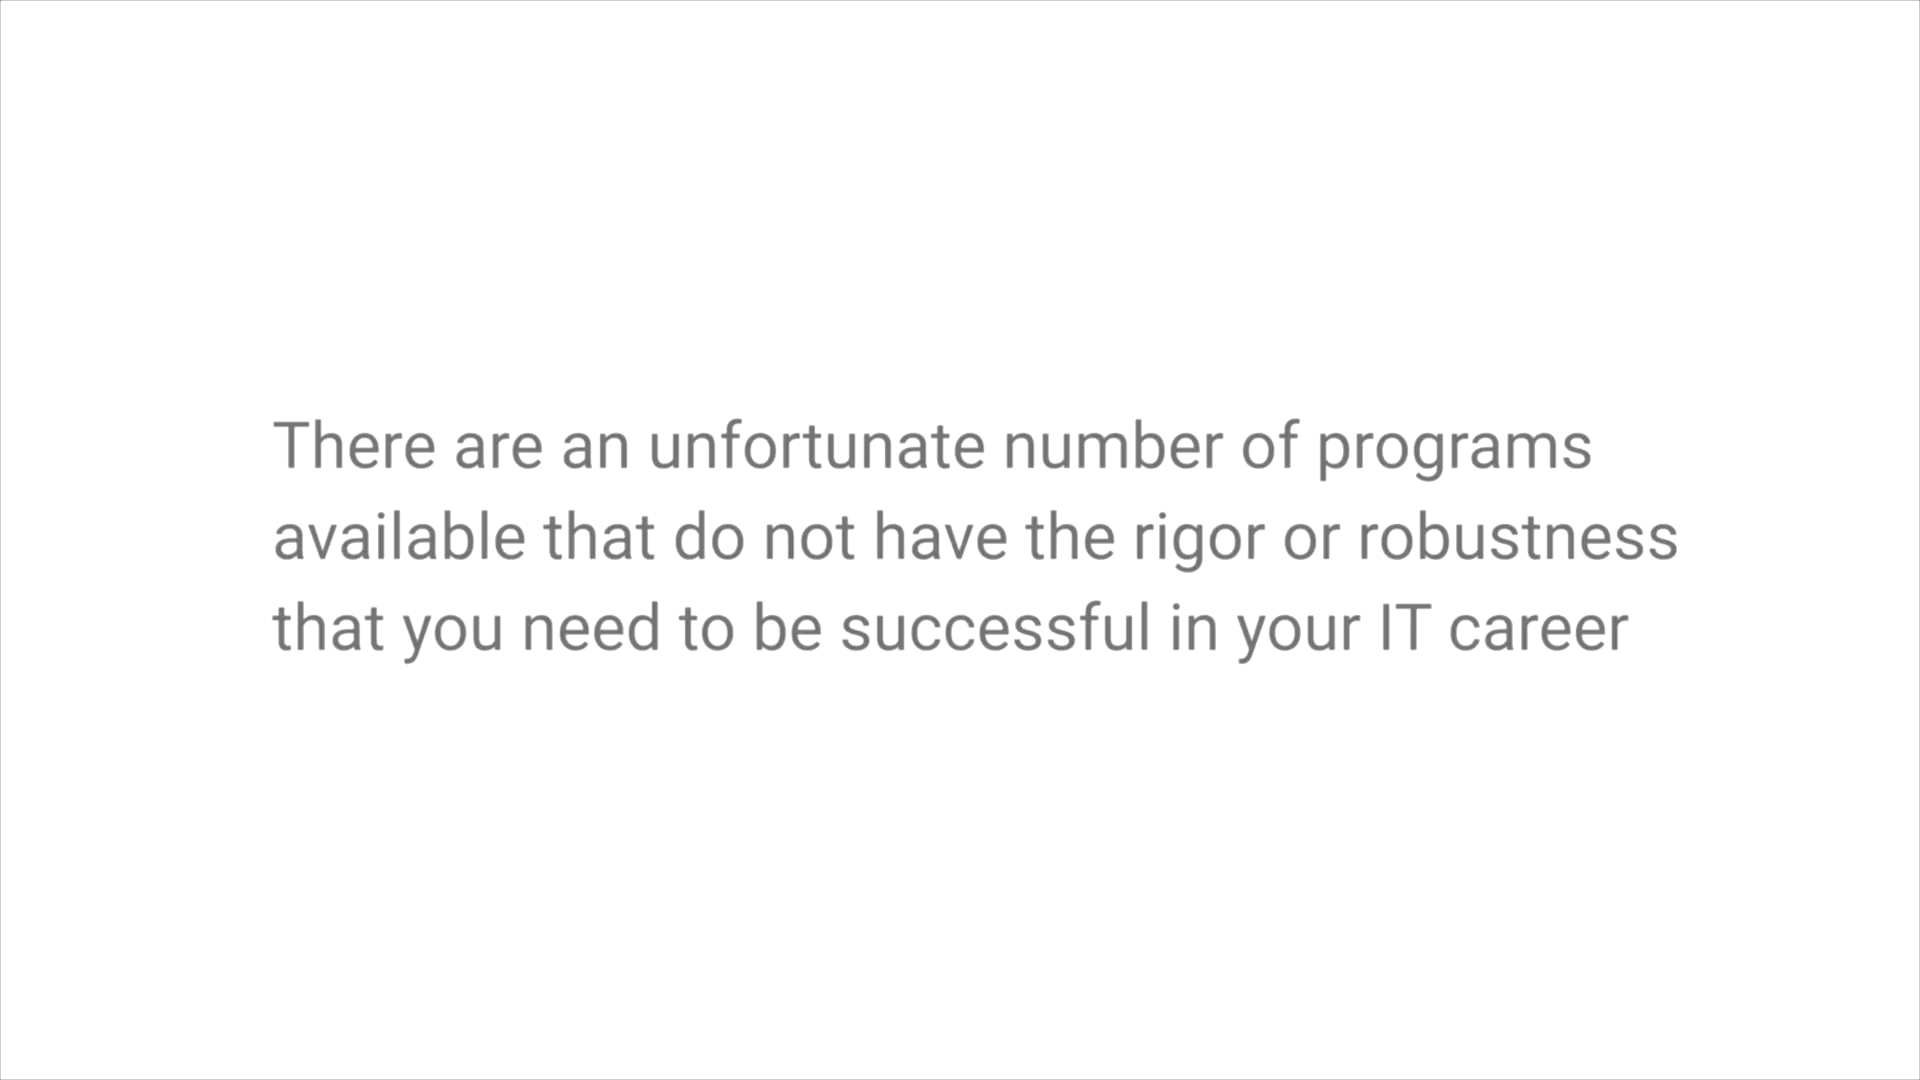 There are an unfortunate number of programs
available that do not have the rigor or robustness
that you need to be successful in your IT career